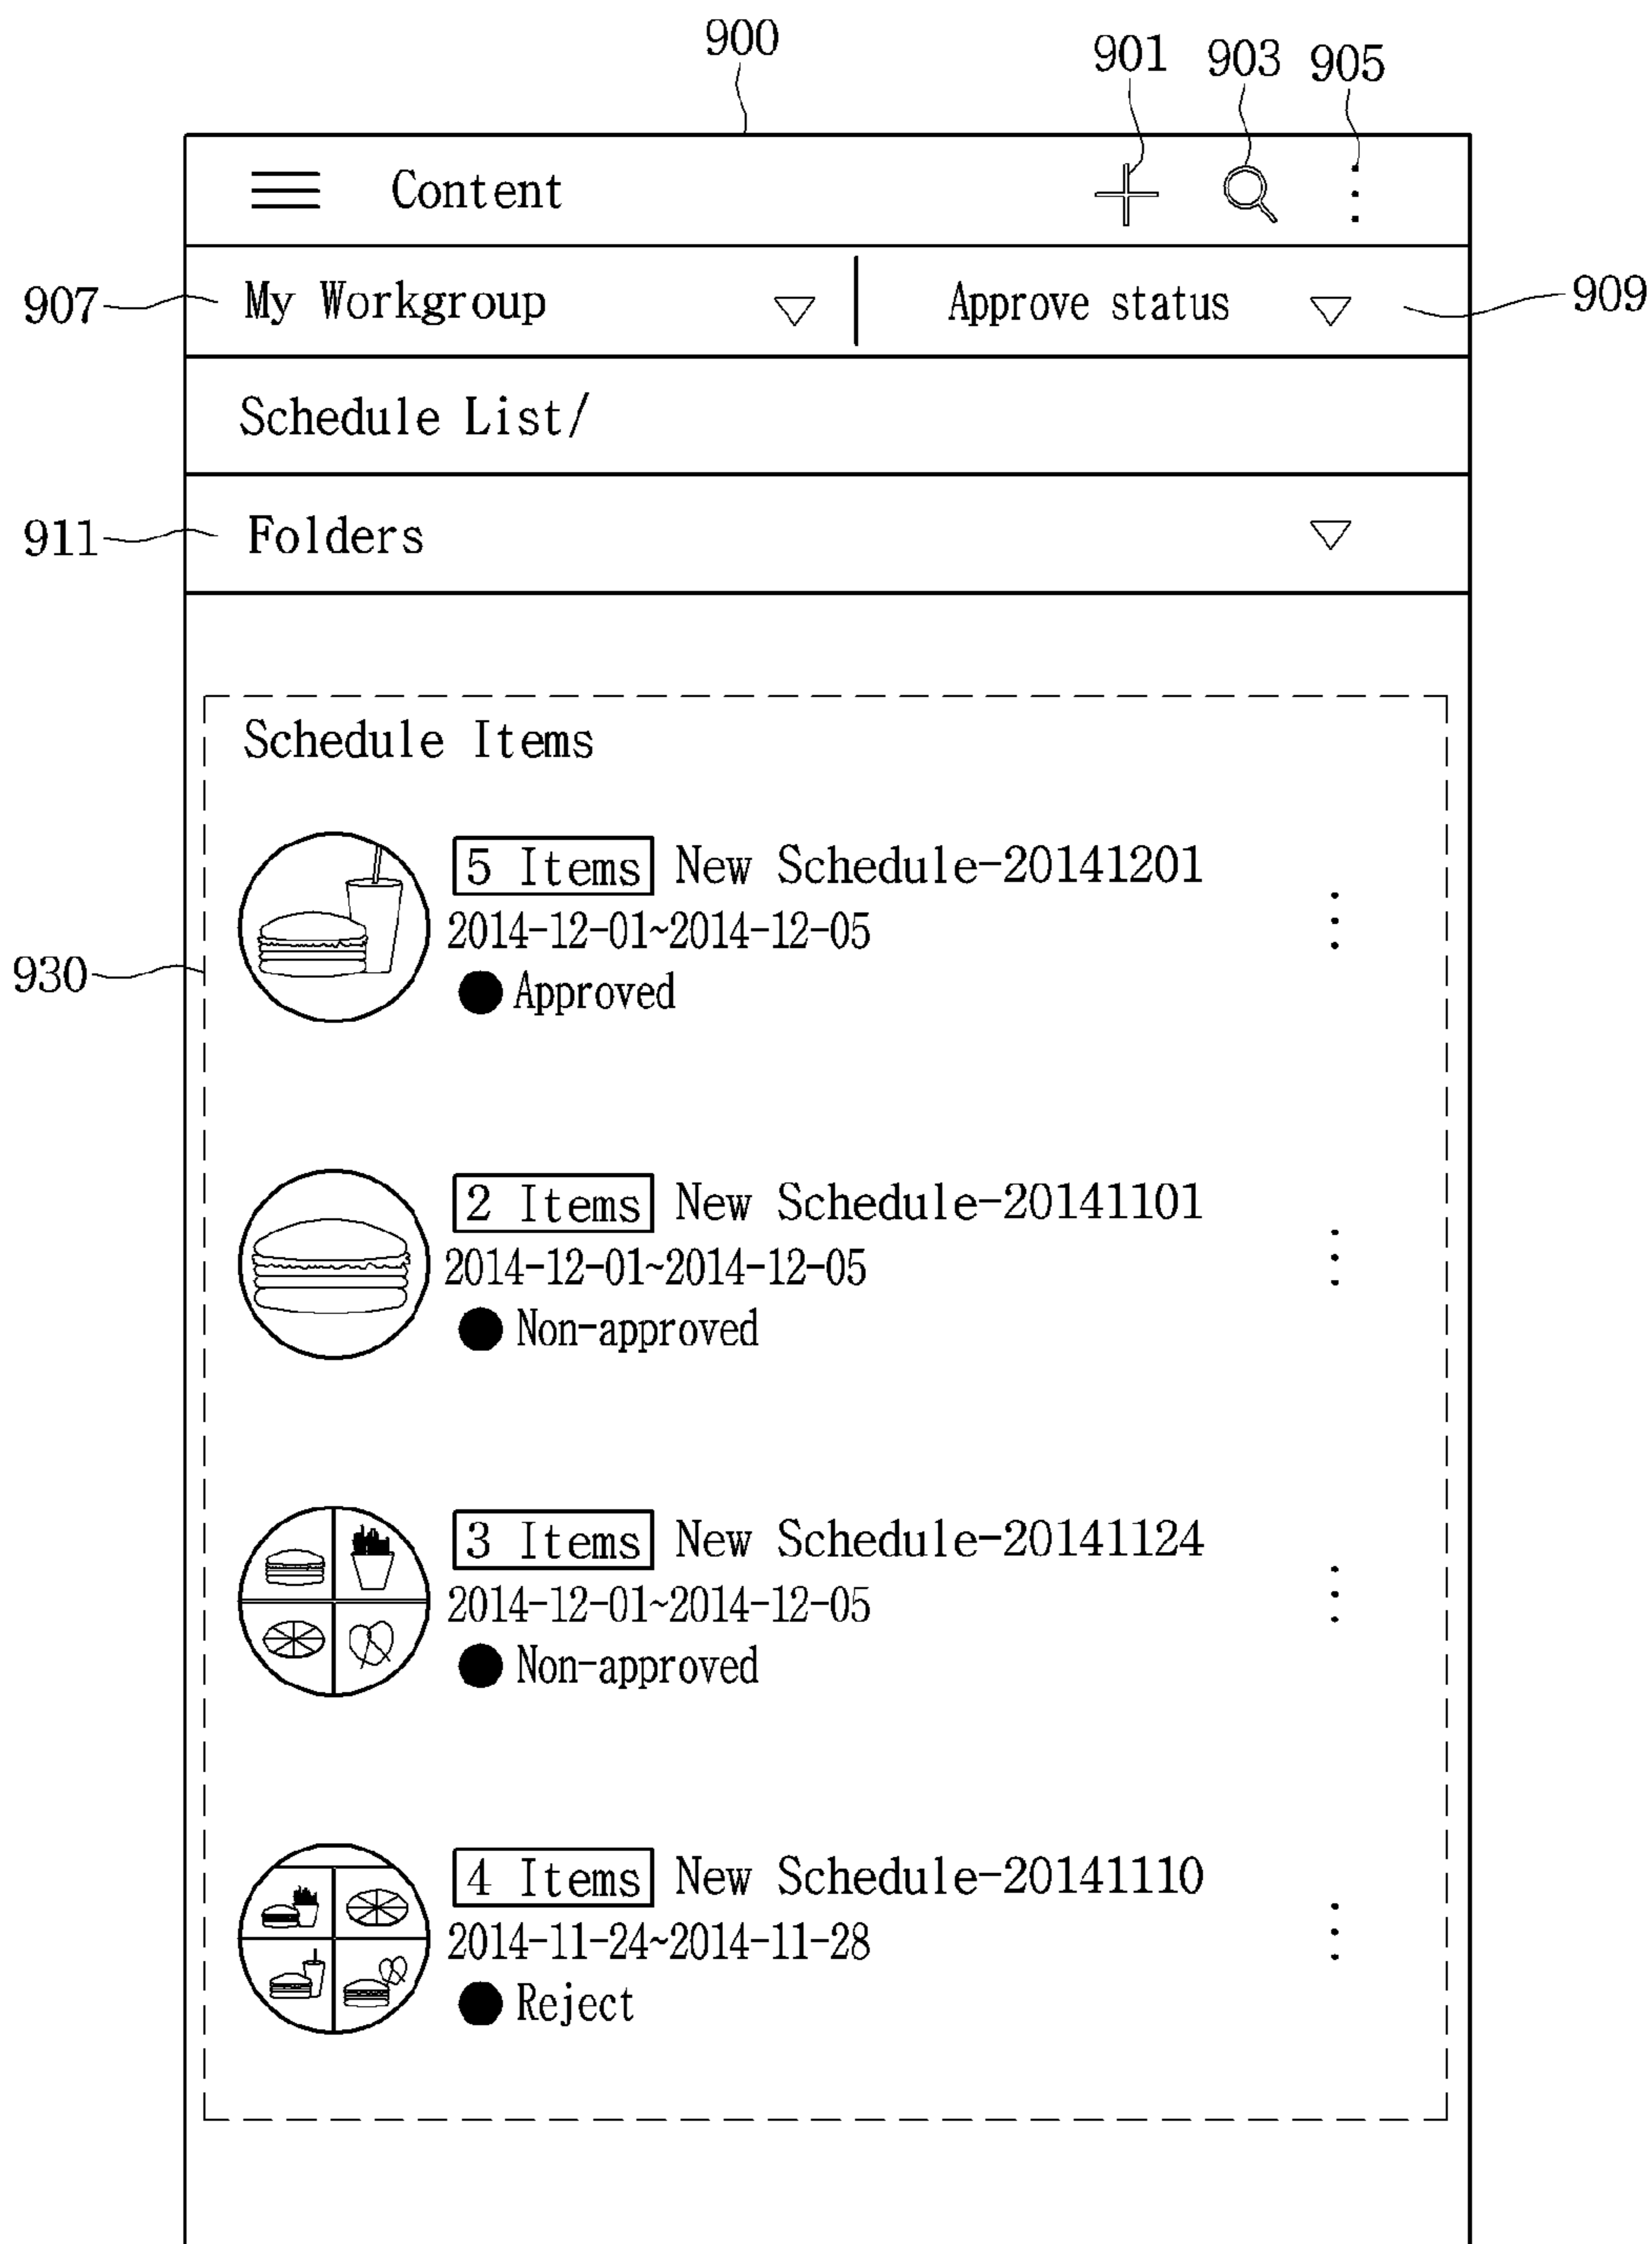 900
901 903 905
Content
907 My Workgroup Approve status 909
Schedule List/
911 Folders
Schedule Items
5 Items New Schedule-20141201
2014-12-01~2014-12-05
930
Approved
2 Items New Schedule-20141101
2014-12-01~2014-12-05
Non-approved
3 Items New Schedule-20141124
2014-12-01~2014-12-05
Non-approved
4 Items New Schedule-20141110
2014-11-24~2014-11-28
Reject